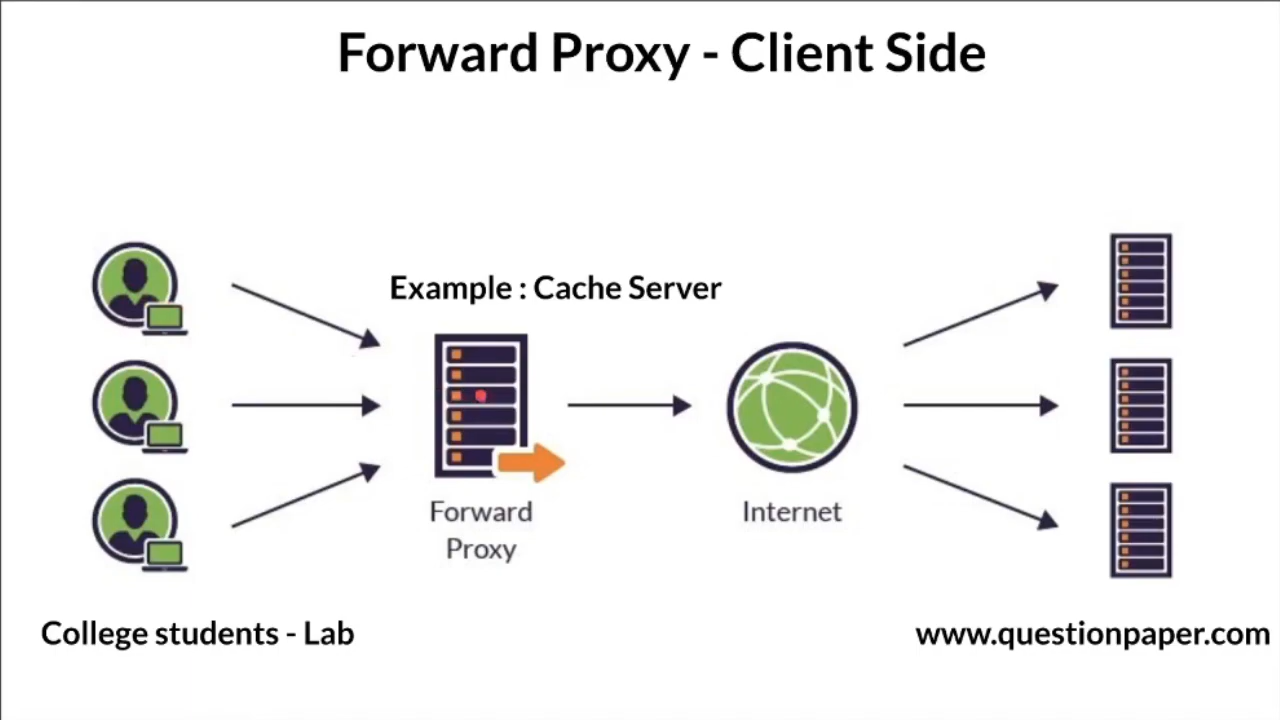 Forward Proxy - Client Side
Example : Cache Server
Forward
Proxy
Internet
College students - Lab
www.questionpaper.com